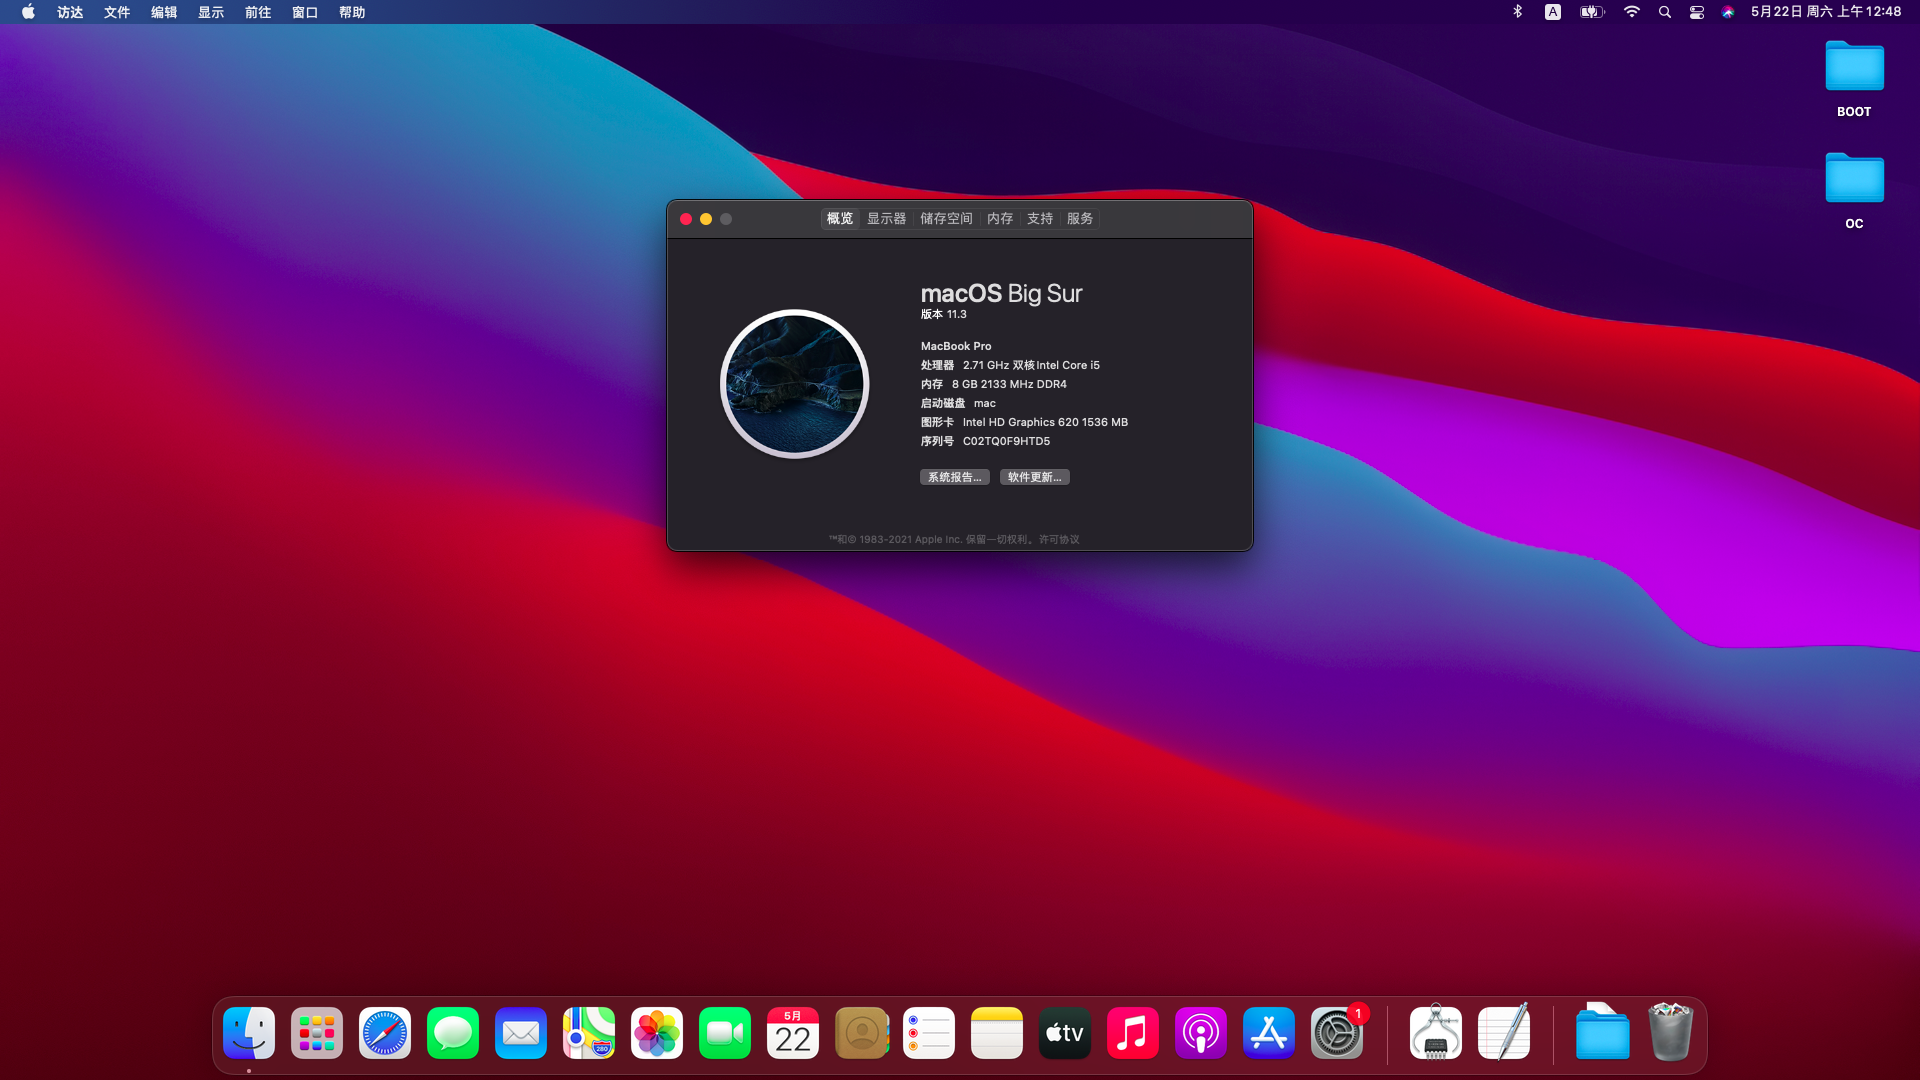 访达 文件 编辑 显示 前往 窗口 帮助
A
5月22日 周六 上午12:48
BOOT
OC
概览 显示器 储存空间 内存 支持 服务
macOS Big Sur
版本 11.3
MacBook Pro
处理器 2.71 GHz 双核Intel Core i5
内存 8 GB 2133 MHz DDR4
启动磁盘 mac
图形卡 Intel HD Graphics 620 1536 MB
序列号 C02TQ0F9HTD5
系统报告... 软件更新...
™和© 1983-2021 Apple Inc. 保留一切权利。许可协议
280
5月
22
tv
1